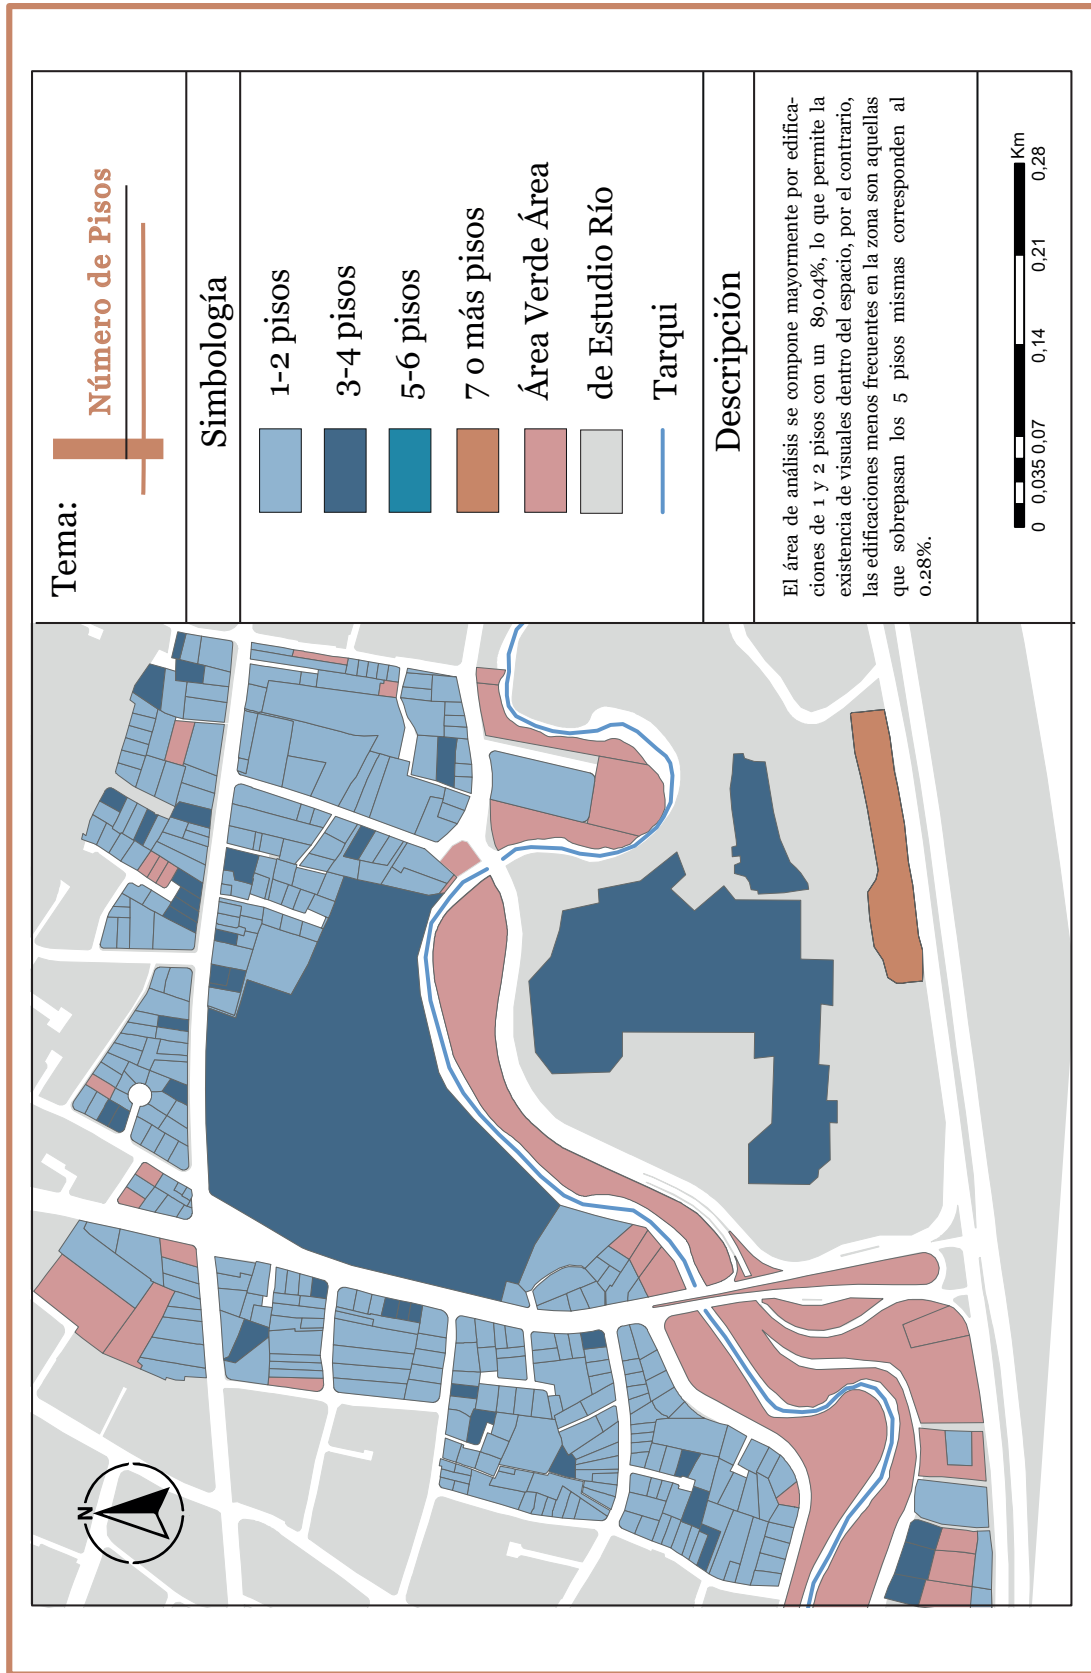 Tema:
Número de Pisos
Simbología
1-2 pisos
3-4 pisos
5-6 pisos
7 o más pisos
Área Verde Área
de Estudio Río
Tarqui
Descripción
El área de análisis se compone mayormente por edifica-
ciones de 1 y 2 pisos con un 89.04%, lo que permite la
existencia de visuales dentro del espacio, por el contrario,
las edificaciones menos frecuentes en la zona son aquellas
que sobrepasan los 5 pisos mismas corresponden al
0.28%.
0 0,035 0,07 0,14 0,21 0,28
Km
N